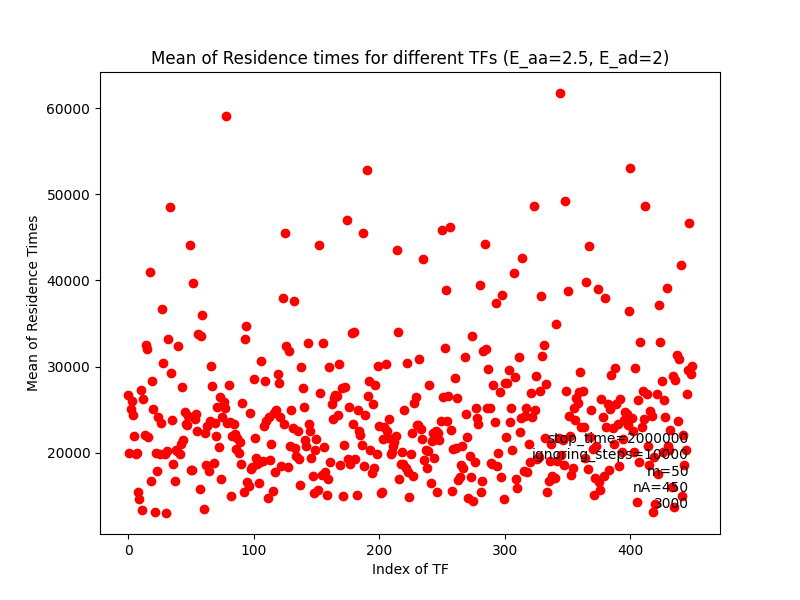 Mean of Residence times for different TFs (E_aa=2.5, E_ad=2)
Mean of Residence Times
60000
50000
40000
30000
20000
stop_time=2000000
ignoring_steps=10000
m=50
nA=450
3000
0
100
200
300
400
Index of TF